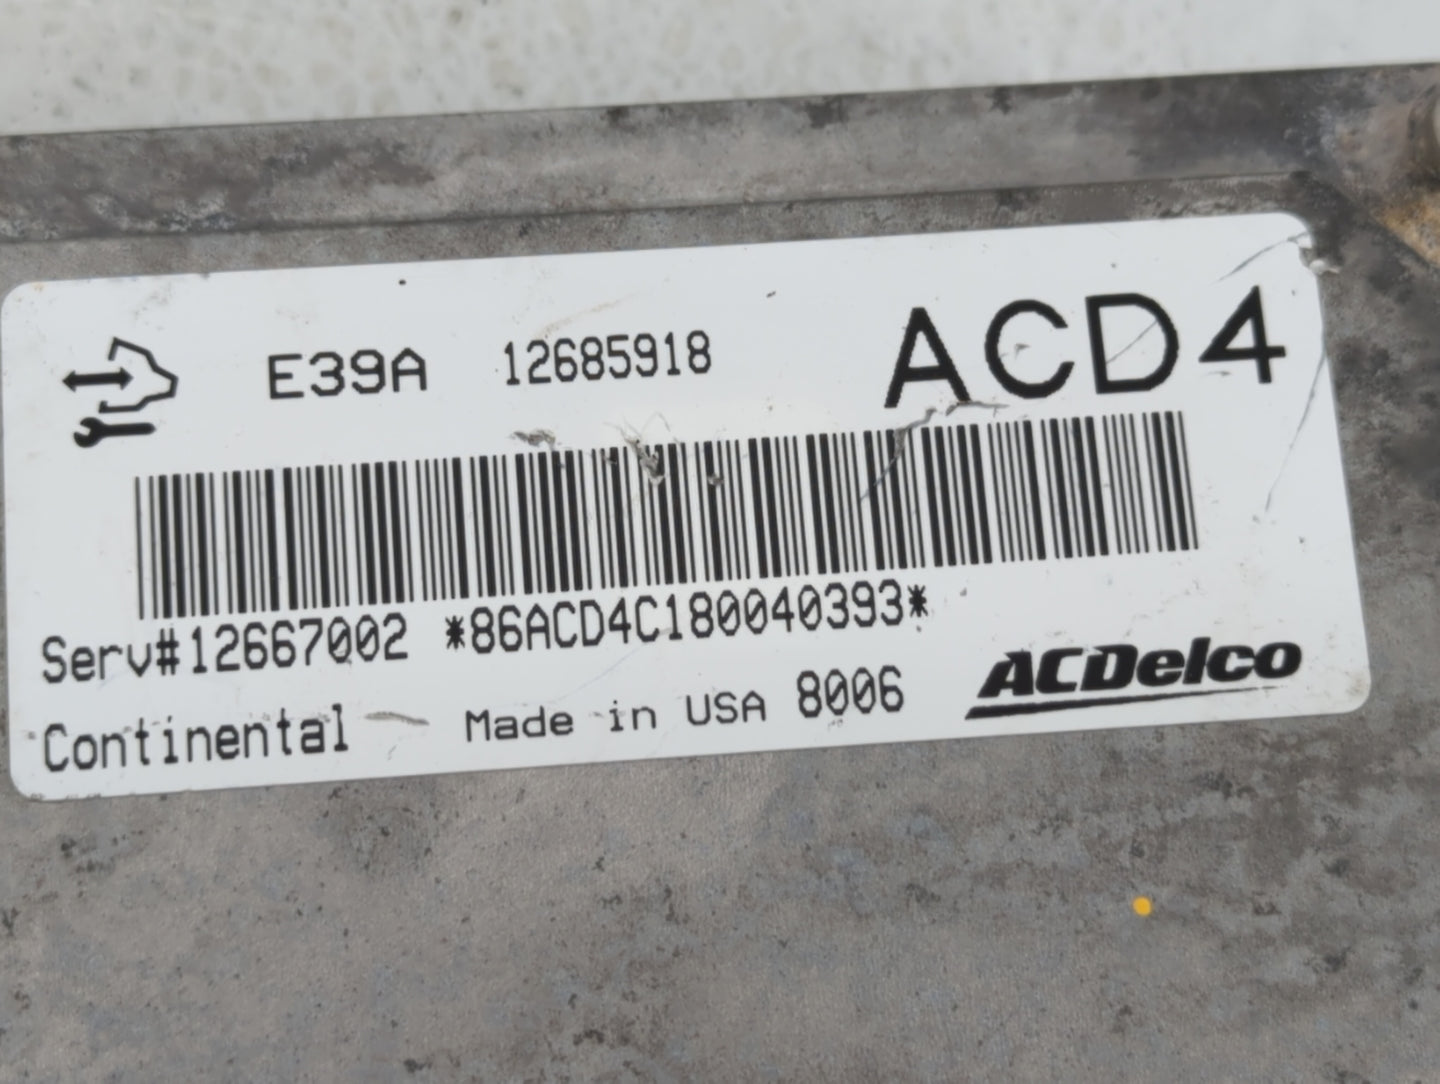 E39A 12685918 ACD4
Serv#12667002 *86ACD4C180040393*
Continental Made in USA 8006 ACDelco